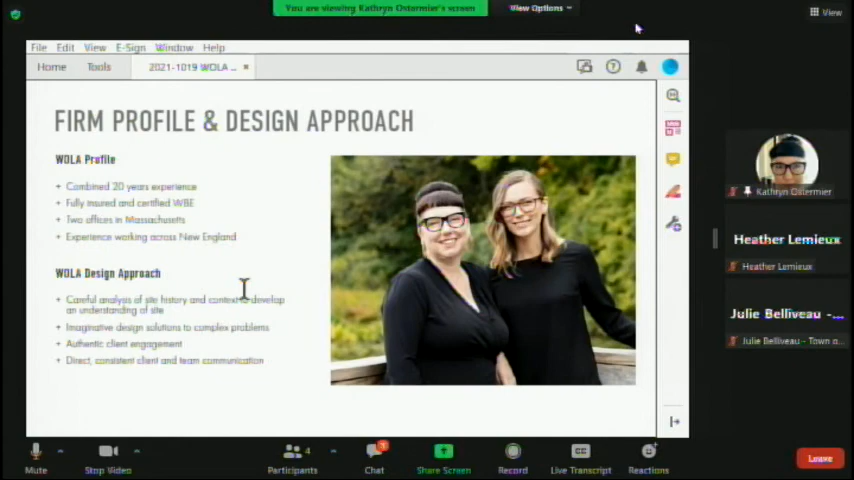 You are viewing Kathryn Ostermier's screen
View Options
View
File Edit View E-Sign Window Help
Home Tools 2021-1019 WOLA ... ×
FIRM PROFILE & DESIGN APPROACH
WOLA Profile
+ Combined 20 years experience
+ Fully insured and certified WBE
+ Two offices in Massachusetts
+ Experience working across New England
WOLA Design Approach
+ Careful analysis of site history and context to develop
an understanding of site
+ Imaginative design solutions to complex problems
+ Authentic client engagement
+ Direct, consistent client and team communication
Kathryn Ostermier
Heather Lemieux
Heather Lemieux
Julie Belliveau -...
Julie Belliveau - Town o...
Mute
Stop Video
4
Participants
3
Chat
Share Screen
Record
CC
Live Transcript
Reactions
Leave